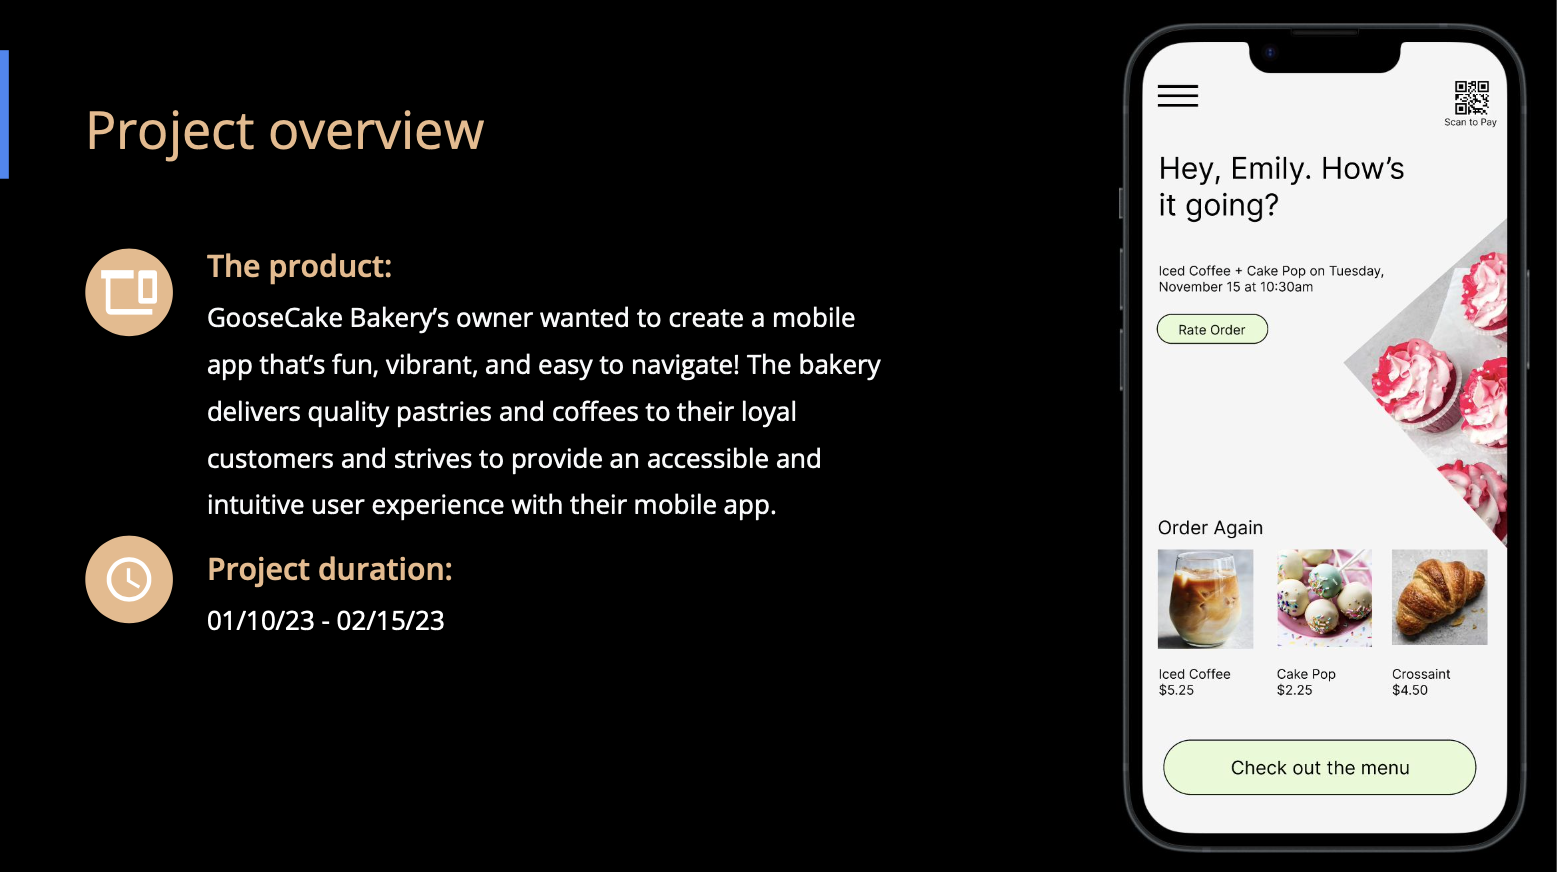 Project overview
The product:
GooseCake Bakery’s owner wanted to create a mobile
app that’s fun, vibrant, and easy to navigate! The bakery
delivers quality pastries and coffees to their loyal
customers and strives to provide an accessible and
intuitive user experience with their mobile app.
Project duration:
01/10/23 - 02/15/23
Scan to Pay
Hey, Emily. How’s
it going?
Iced Coffee + Cake Pop on Tuesday,
November 15 at 10:30am
Rate Order
Order Again
Iced Coffee
$5.25
Cake Pop
$2.25
Crossaint
$4.50
Check out the menu